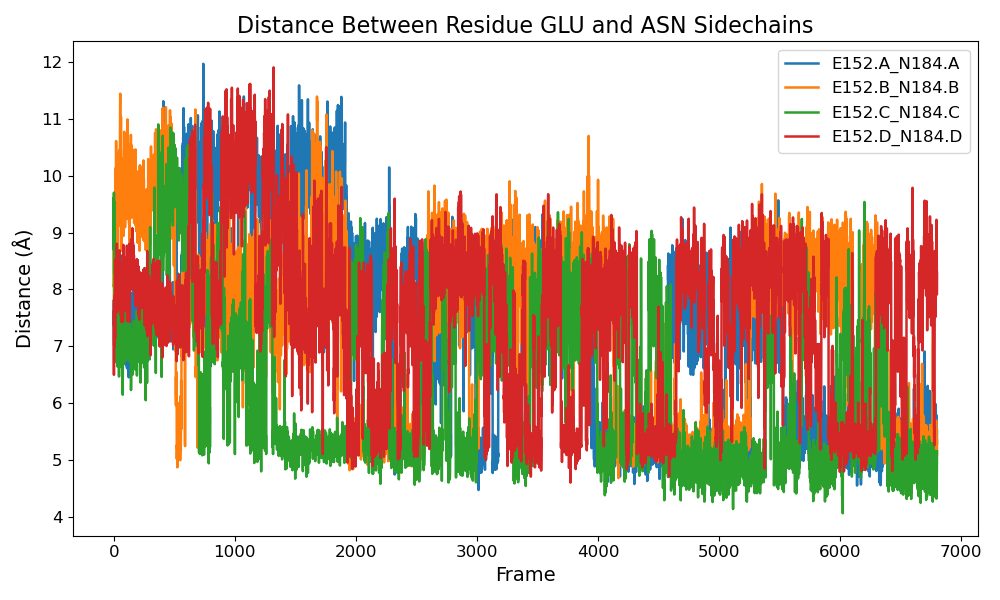 Distance Between Residue GLU and ASN Sidechains
E152.A_N184.A
E152.B_N184.B
E152.C_N184.C
E152.D_N184.D
12
11
10
9
8
7
6
5
4
Distance (Å)
0 1000 2000 3000 4000 5000 6000 7000
Frame